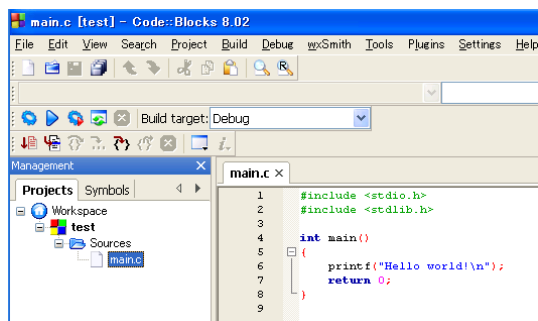 main.c [test] - Code::Blocks 8.02
File Edit View Search Project Build Debug wxSmith Tools Plugins Settings Help
Build target: Debug
Management
Projects Symbols
Workspace
test
Sources
main.c
main.c
1 #include <stdio.h>
2 #include <stdlib.h>
3
4 int main()
5 {
6 printf("Hello world!\n");
7 return 0;
8 }
9